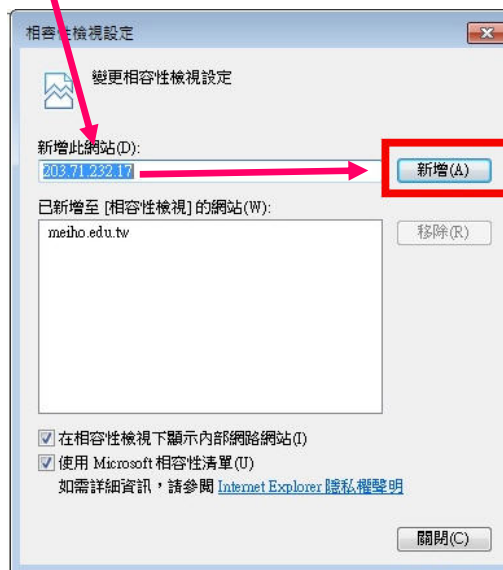 相容性檢視設定
變更相容性檢視設定
新增此網站(D):
203.71.232.17
新增(A)
已新增至 [相容性檢視] 的網站(W):
meiho.edu.tw
移除(R)
在相容性檢視下顯示內部網路網站(I)
使用 Microsoft 相容性清單(U)
如需詳細資訊，請參閱 Internet Explorer 隱私權聲明
關閉(C)